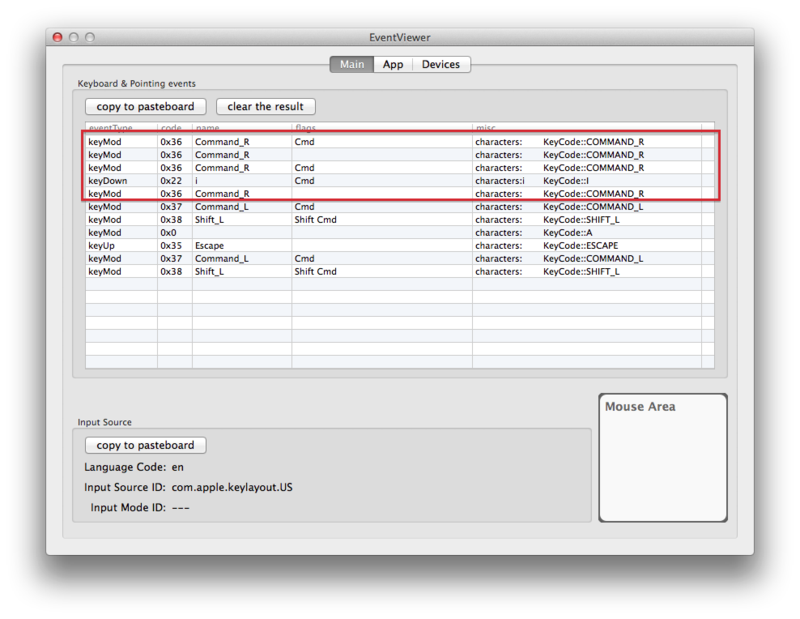 EventViewer
Main App Devices
Keyboard & Pointing events
copy to pasteboard clear the result
eventType code name flags misc
keyMod 0x36 Command_R Cmd characters: KeyCode::COMMAND_R
keyMod 0x36 Command_R characters: KeyCode::COMMAND_R
keyMod 0x36 Command_R Cmd characters: KeyCode::COMMAND_R
keyDown 0x22 i Cmd characters:i KeyCode::I
keyMod 0x36 Command_R characters: KeyCode::COMMAND_R
keyMod 0x37 Command_L Cmd characters: KeyCode::COMMAND_L
keyMod 0x38 Shift_L Shift Cmd characters: KeyCode::SHIFT_L
keyMod 0x0 characters: KeyCode::A
keyUp 0x35 Escape characters: KeyCode::ESCAPE
keyMod 0x37 Command_L Cmd characters: KeyCode::COMMAND_L
keyMod 0x38 Shift_L Shift Cmd characters: KeyCode::SHIFT_L
Mouse Area
Input Source
copy to pasteboard
Language Code: en
Input Source ID: com.apple.keylayout.US
Input Mode ID: ---